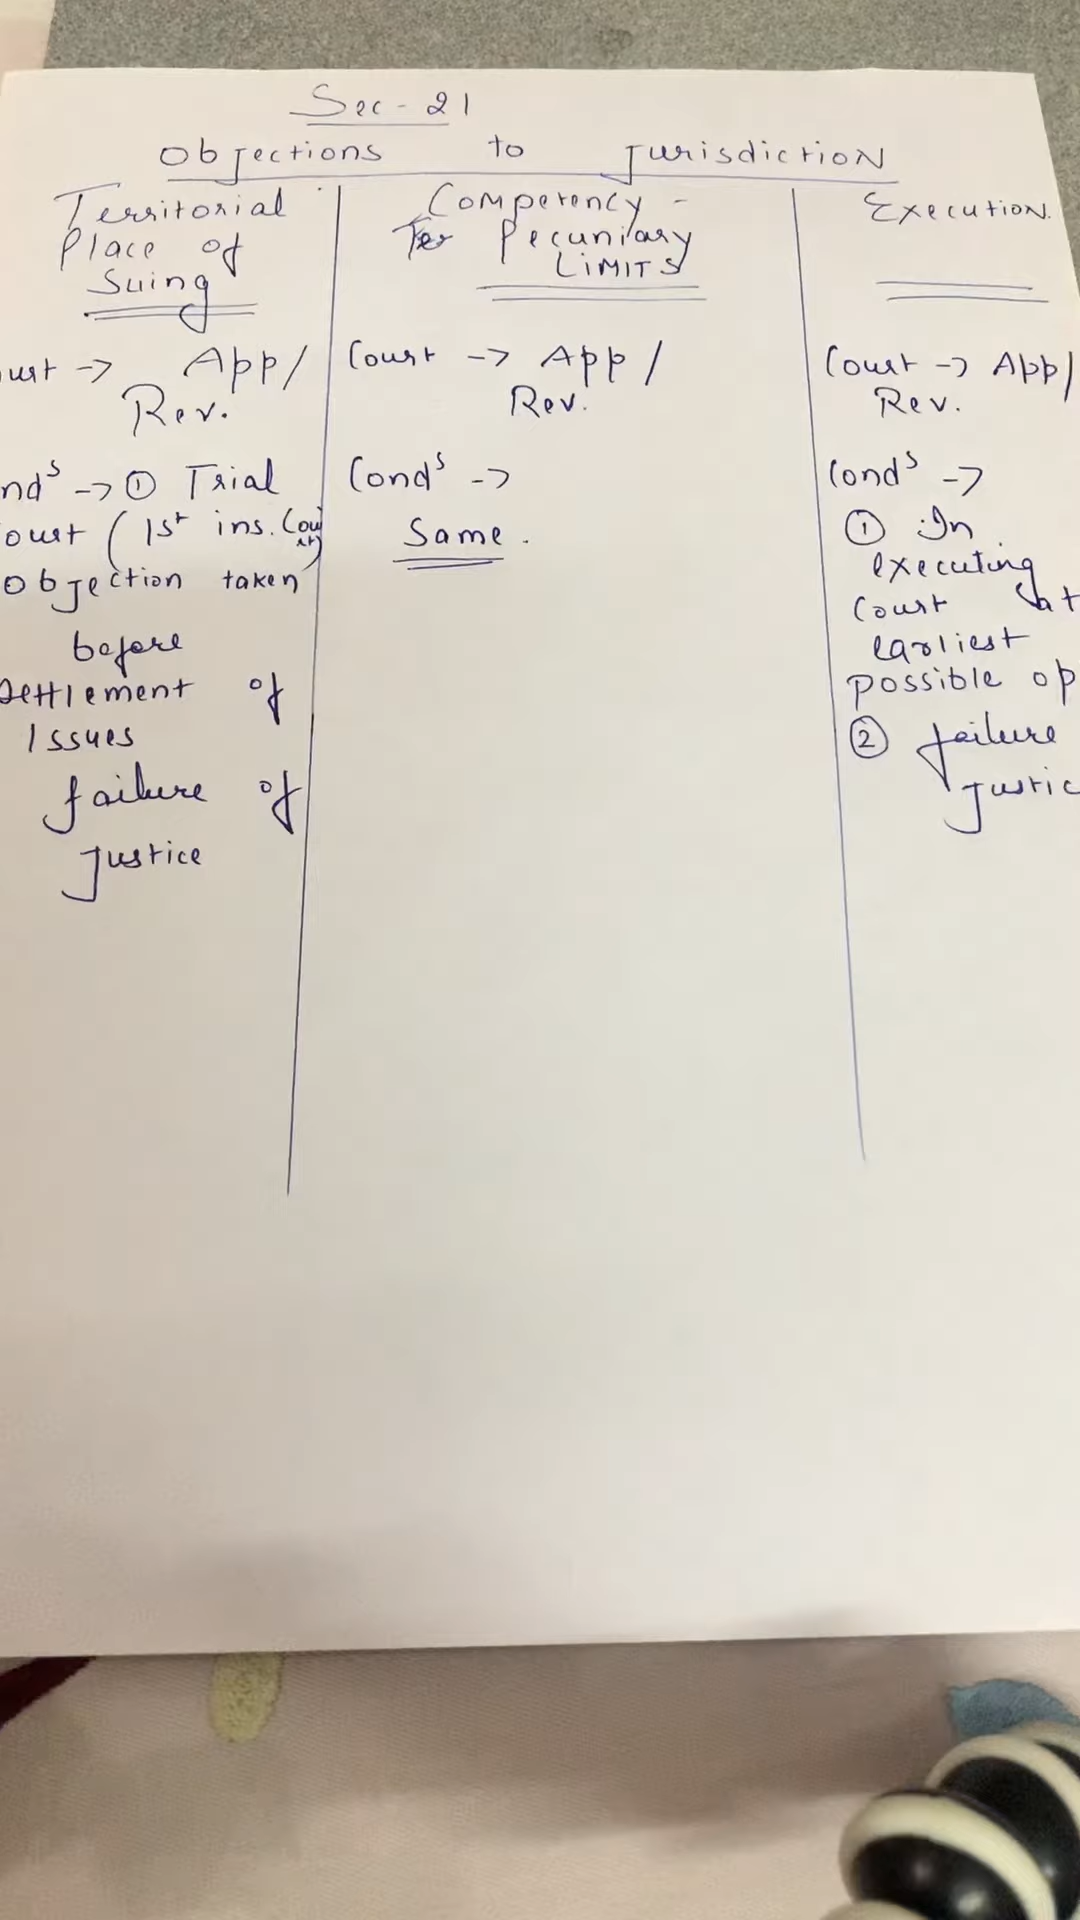 Sec - 21
Objections to Jurisdiction
Territorial
Place of
Suing
urt -> App/
Rev.
nds -> ① Trial
ourt (1st ins. Court)
Objection taken
before
settlement of
Issues
failure of
Justice
Competency -
Pecuniary
LIMITS
Court -> App/
Rev.
Conds ->
Same.
Execution.
Court -> App/
Rev.
Conds ->
① In
executing
Court at
earliest
possible op
② failure
Justic